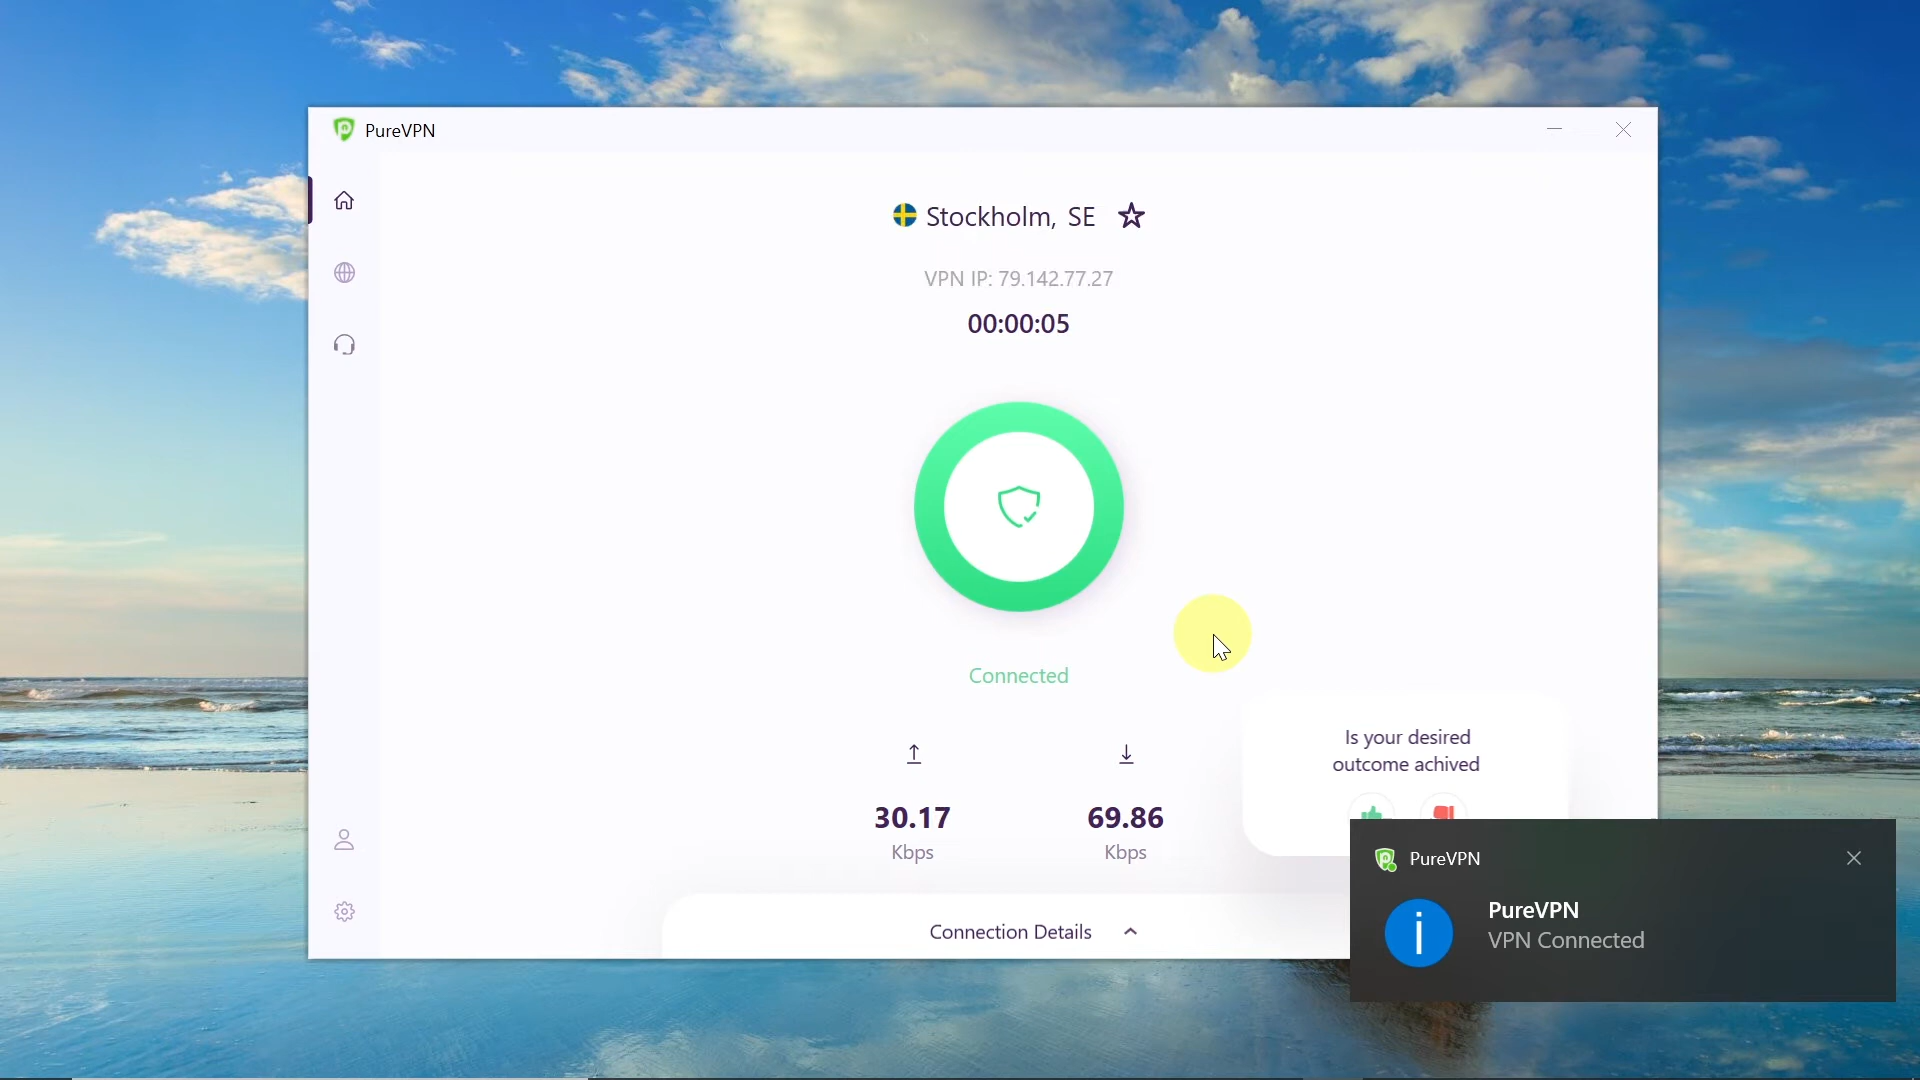 PureVPN
Stockholm, SE
VPN IP: 79.142.77.27
00:00:05
Connected
30.17
Kbps
69.86
Kbps
Is your desired
outcome achived
Connection Details
PureVPN
PureVPN
VPN Connected